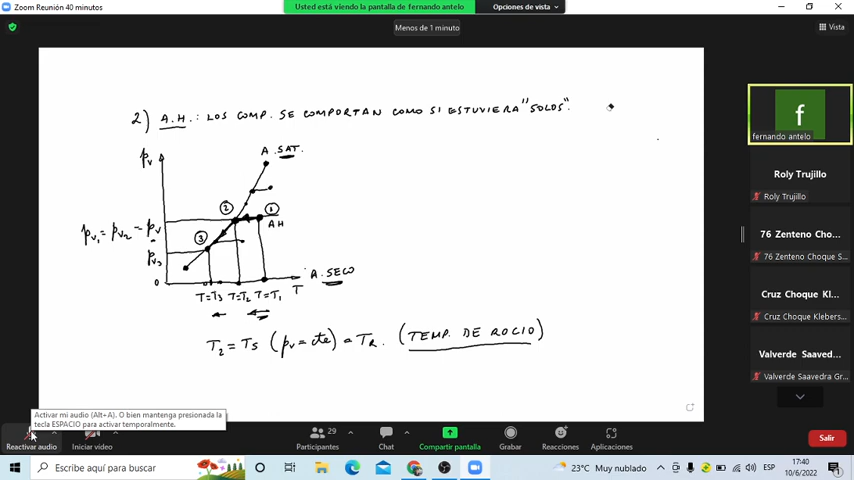 Zoom Reunión 40 minutos
Usted está viendo la pantalla de fernando antelo
Opciones de vista
Menos de 1 minuto
Vista
2) A.H.: LOS COMP. SE COMPORTAN COMO SI ESTUVIERA "SOLOS".
pv
A. SAT.
2
1
AH
pv1 = pv2 = pv
3
pv3
0
A. SECO
T=T3 T=T2 T=T1 T
T2 = TS (pv = cte) = TR. (TEMP. DE ROCIO)
f
fernando antelo
Roly Trujillo
Roly Trujillo
76 Zenteno Cho...
76 Zenteno Choque S...
Cruz Choque Kl...
Cruz Choque Klebers...
Valverde Saaved...
Valverde Saavedra G...
Activar mi audio (Alt+A). O bien mantenga presionada la
tecla ESPACIO para activar temporalmente.
Reactivar audio
Iniciar video
29
Participantes
Chat
Compartir pantalla
Grabar
Reacciones
Aplicaciones
Salir
Escribe aquí para buscar
23°C Muy nublado
ESP
17:40
10/6/2022